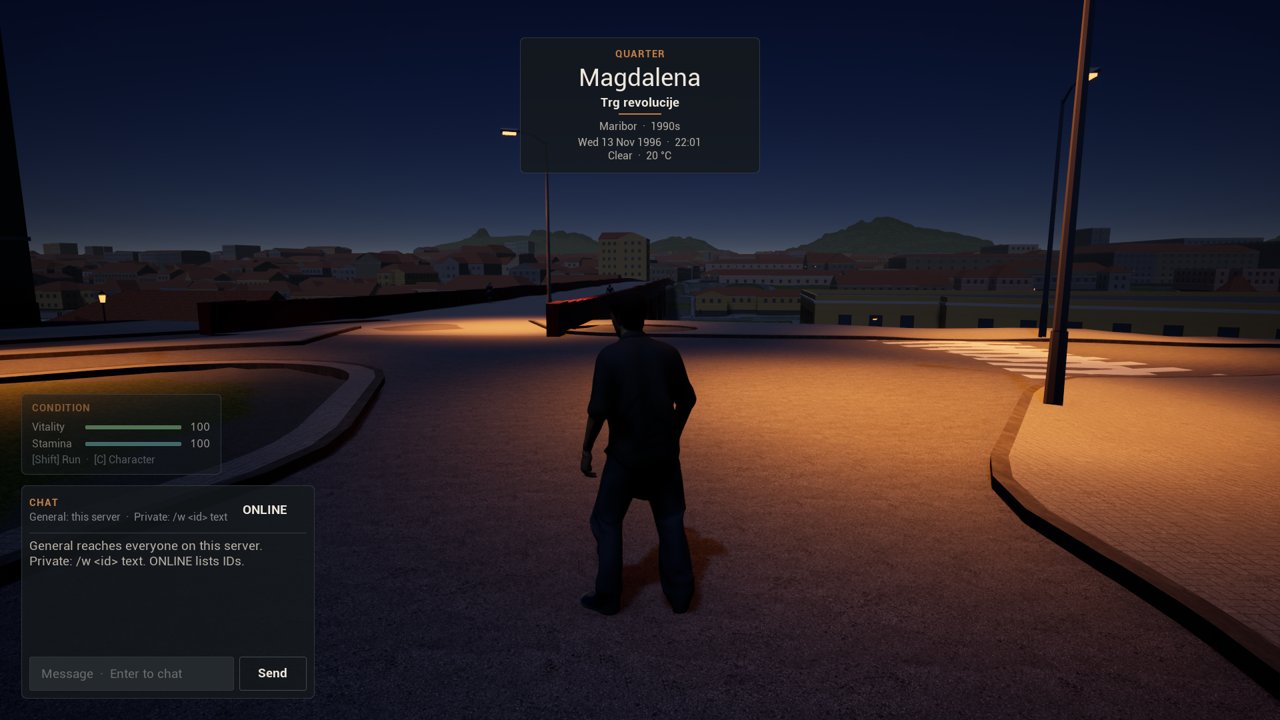 QUARTER
Magdalena
Trg revolucije
Maribor · 1990s
Wed 13 Nov 1996 · 22:01
Clear · 20 °C
CONDITION
Vitality 100
Stamina 100
[Shift] Run · [C] Character
CHAT
General: this server · Private: /w <id> text
ONLINE
General reaches everyone on this server.
Private: /w <id> text. ONLINE lists IDs.
Message · Enter to chat
Send